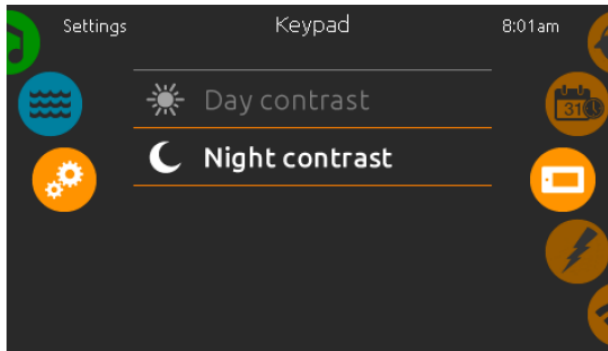 Settings
Keypad
8:01am
Day contrast
31
Night contrast